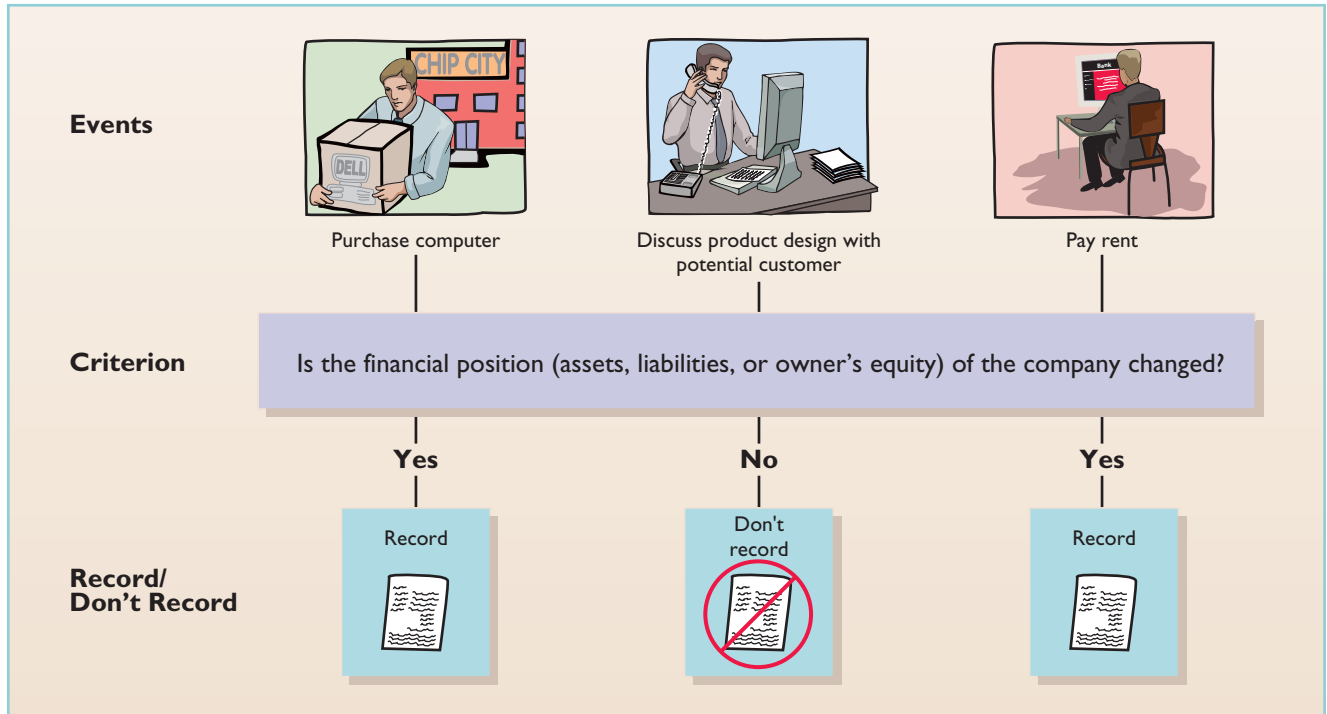 Events
CHIP CITY
DELL
Bank
Purchase computer
Discuss product design with
potential customer
Pay rent
Criterion
Is the financial position (assets, liabilities, or owner’s equity) of the company changed?
Yes
No
Yes
Record/
Don’t Record
Record
Don't
record
Record